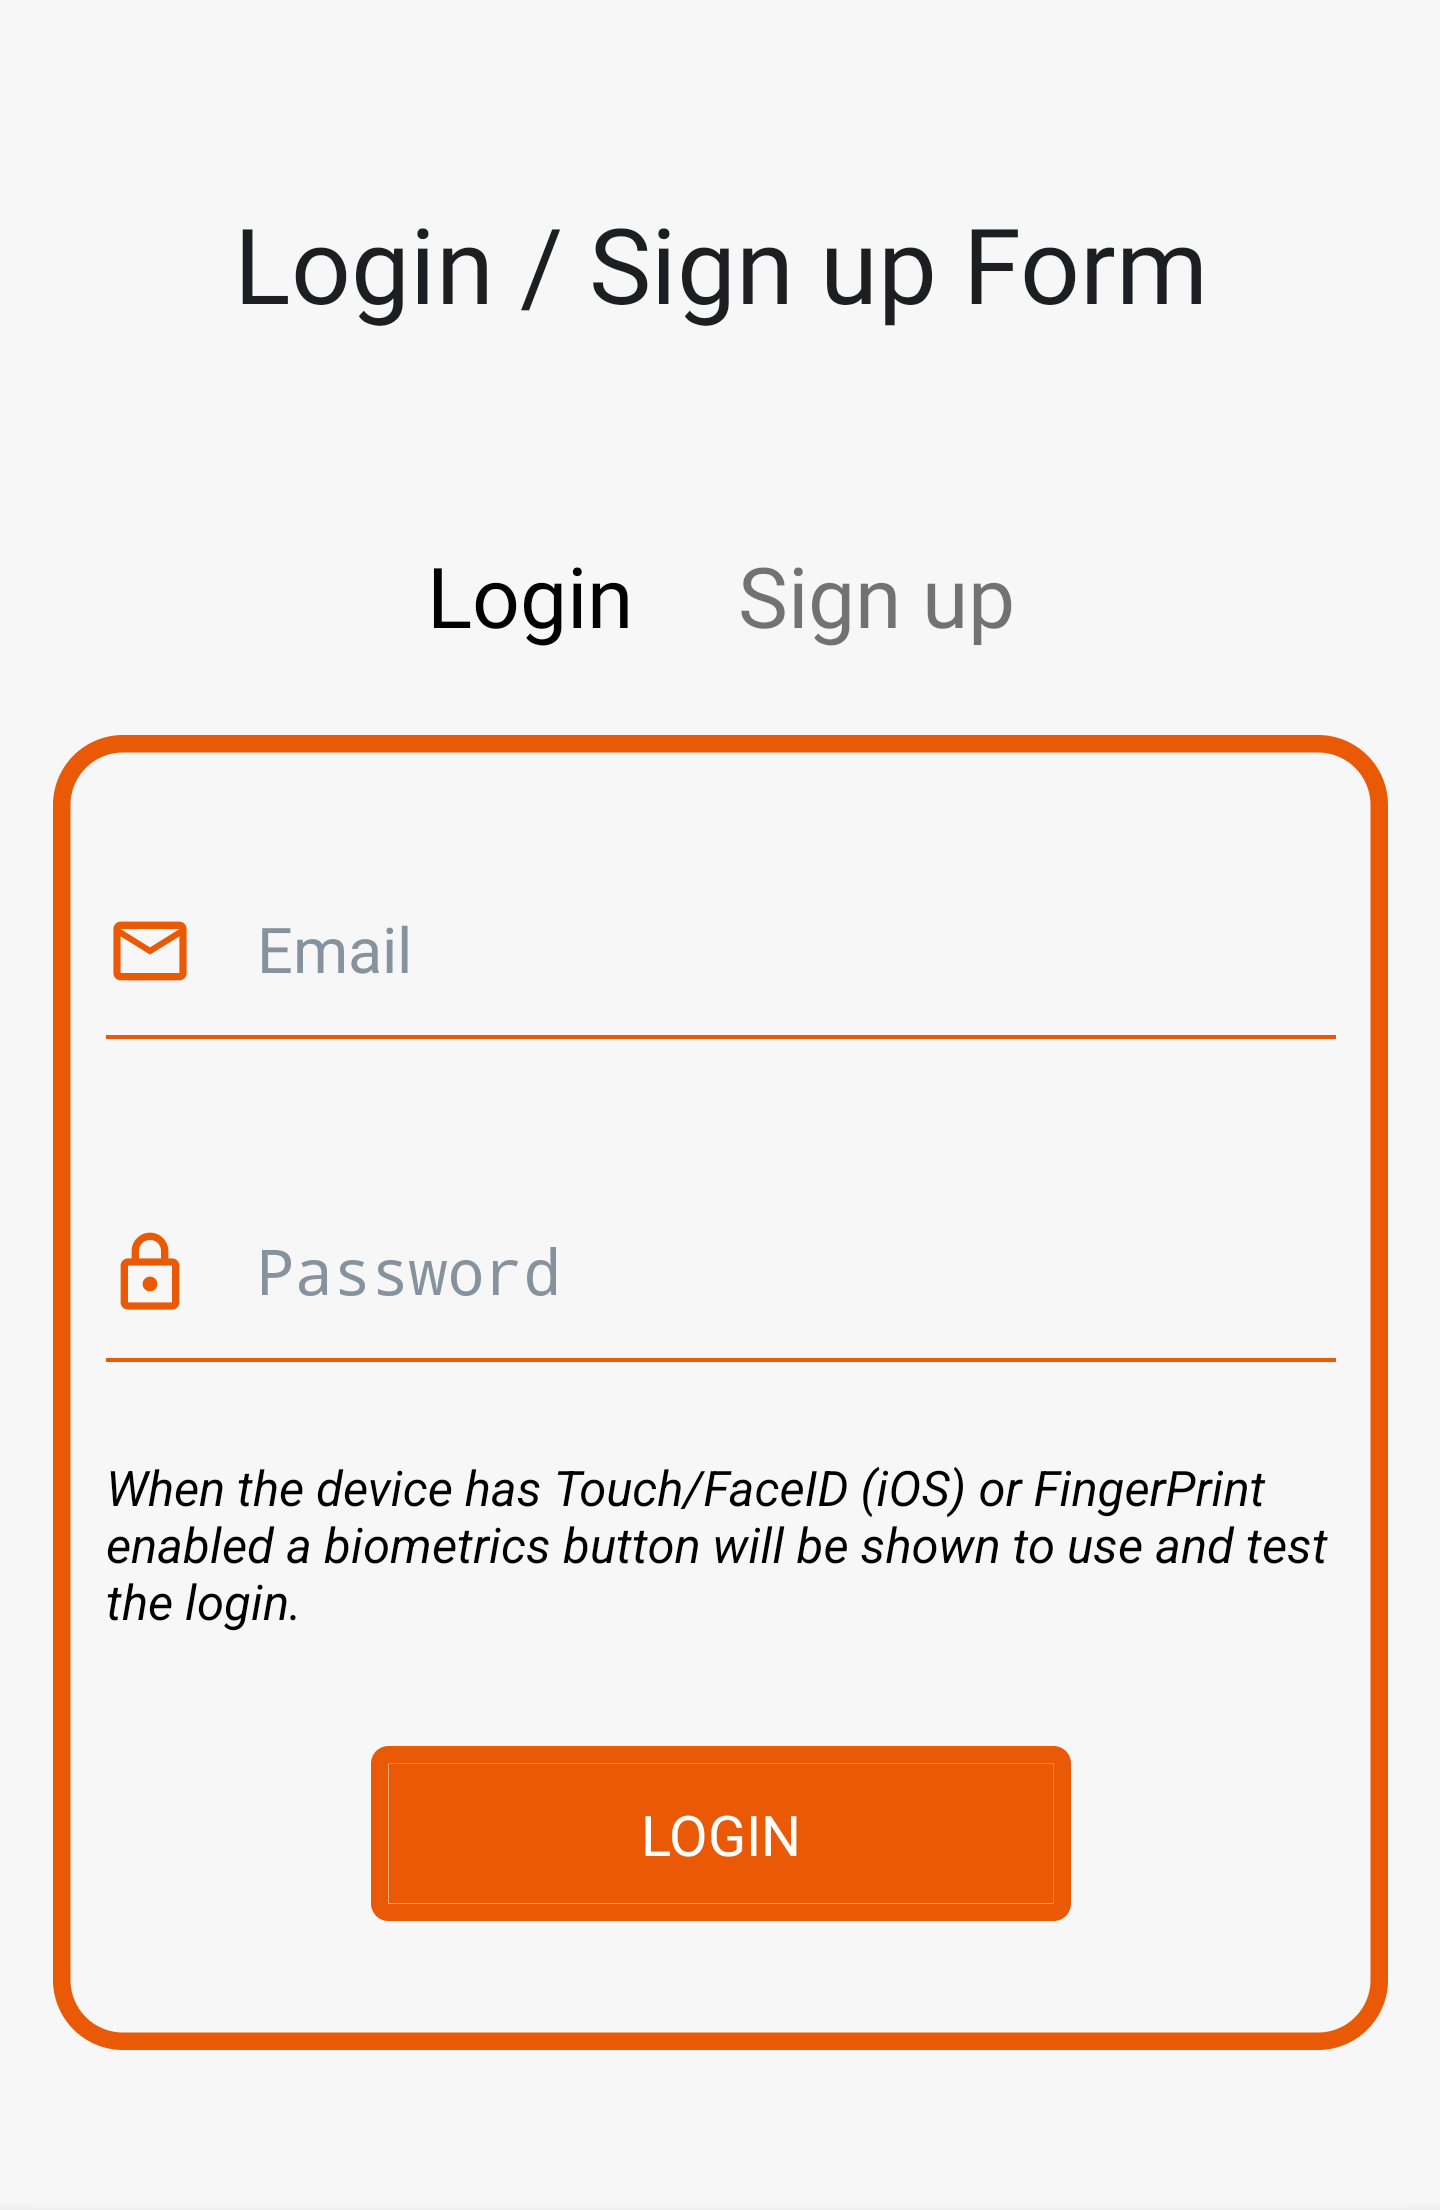 Login / Sign up Form
Login Sign up
Email
Password
When the device has Touch/FaceID (iOS) or FingerPrint
enabled a biometrics button will be shown to use and test
the login.
LOGIN